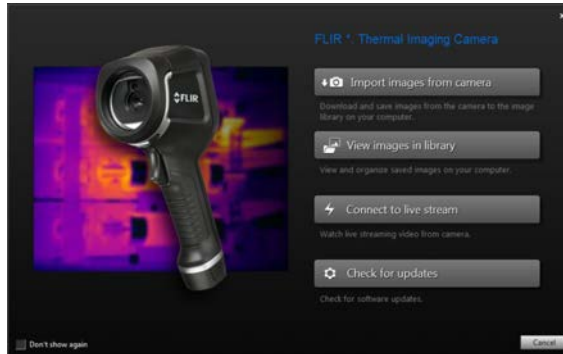 FLIR *. Thermal Imaging Camera
Import images from camera
Download and save images from the camera to the image
library on your computer.
View images in library
View and organize saved images on your computer.
Connect to live stream
Watch live streaming video from camera.
Check for updates
Check for software updates.
FLIR
Don't show again
Cancel